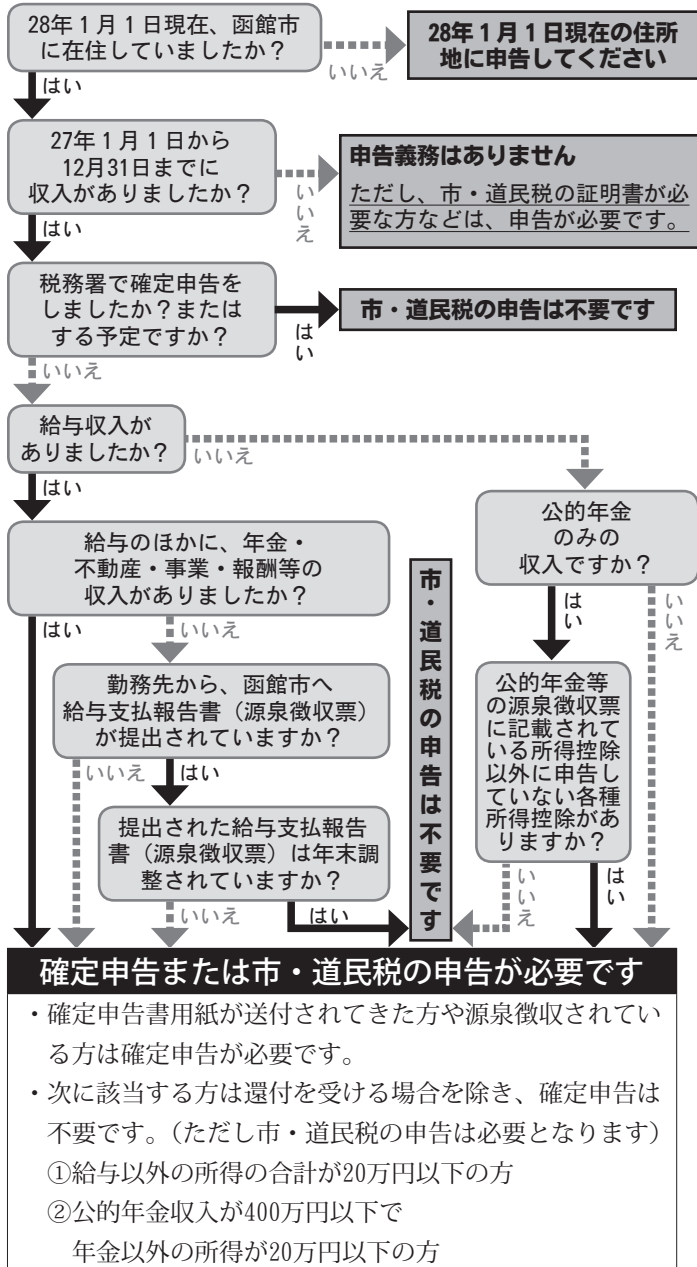 28年1月1日現在、函館市
に在住していましたか？
いいえ
28年1月1日現在の住所
地に申告してください
はい
27年1月1日から
12月31日までに
収入がありましたか？
いいえ
申告義務はありません
ただし、市・道民税の証明書が必
要な方などは、申告が必要です。
はい
税務署で確定申告を
しましたか？または
する予定ですか？
はい
市・道民税の申告は不要です
いいえ
給与収入が
ありましたか？
いいえ
はい
給与のほかに、年金・
不動産・事業・報酬等の
収入がありましたか？
はい
いいえ
勤務先から、函館市へ
給与支払報告書（源泉徴収票）
が提出されていますか？
いいえ
はい
提出された給与支払報告
書（源泉徴収票）は年末調
整されていますか？
いいえ
はい
市・道民税の申告は不要です
公的年金
のみの
収入ですか？
はい
いいえ
公的年金等
の源泉徴収票
に記載されて
いる所得控除
以外に申告し
ていない各種
所得控除があ
りますか？
いいえ
はい
確定申告または市・道民税の申告が必要です
・確定申告書用紙が送付されてきた方や源泉徴収されてい
る方は確定申告が必要です。
・次に該当する方は還付を受ける場合を除き、確定申告は
不要です。（ただし市・道民税の申告は必要となります）
①給与以外の所得の合計が20万円以下の方
②公的年金収入が400万円以下で
年金以外の所得が20万円以下の方